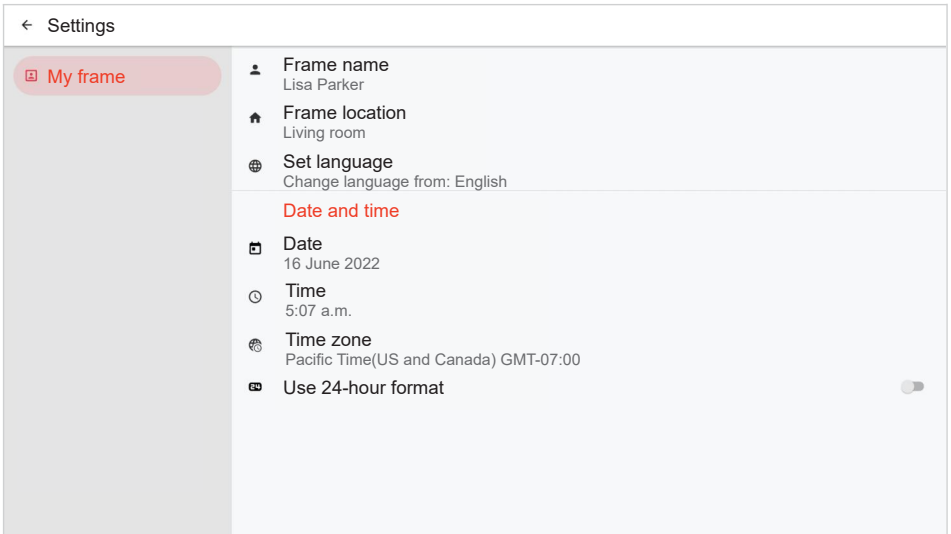 Settings
My frame
Frame name
Lisa Parker
Frame location
Living room
Set language
Change language from: English
Date and time
Date
16 June 2022
Time
5:07 a.m.
Time zone
Pacific Time(US and Canada) GMT-07:00
24
Use 24-hour format